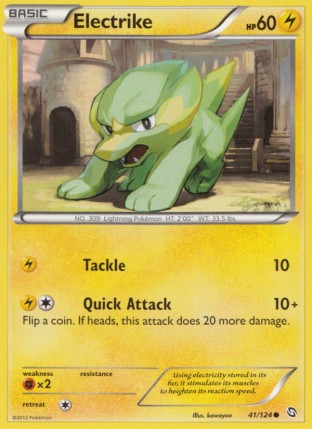 BASIC
Electrike HP60
NO. 309 Lightning Pokémon HT: 2'00" WT: 33.5 lbs.
Tackle 10
Quick Attack 10+
Flip a coin. If heads, this attack does 20 more damage.
weakness resistance
×2
retreat
Using electricity stored in its
fur, it stimulates its muscles
to heighten its reaction speed.
©2012 Pokémon Illus. kawayoo 41/124